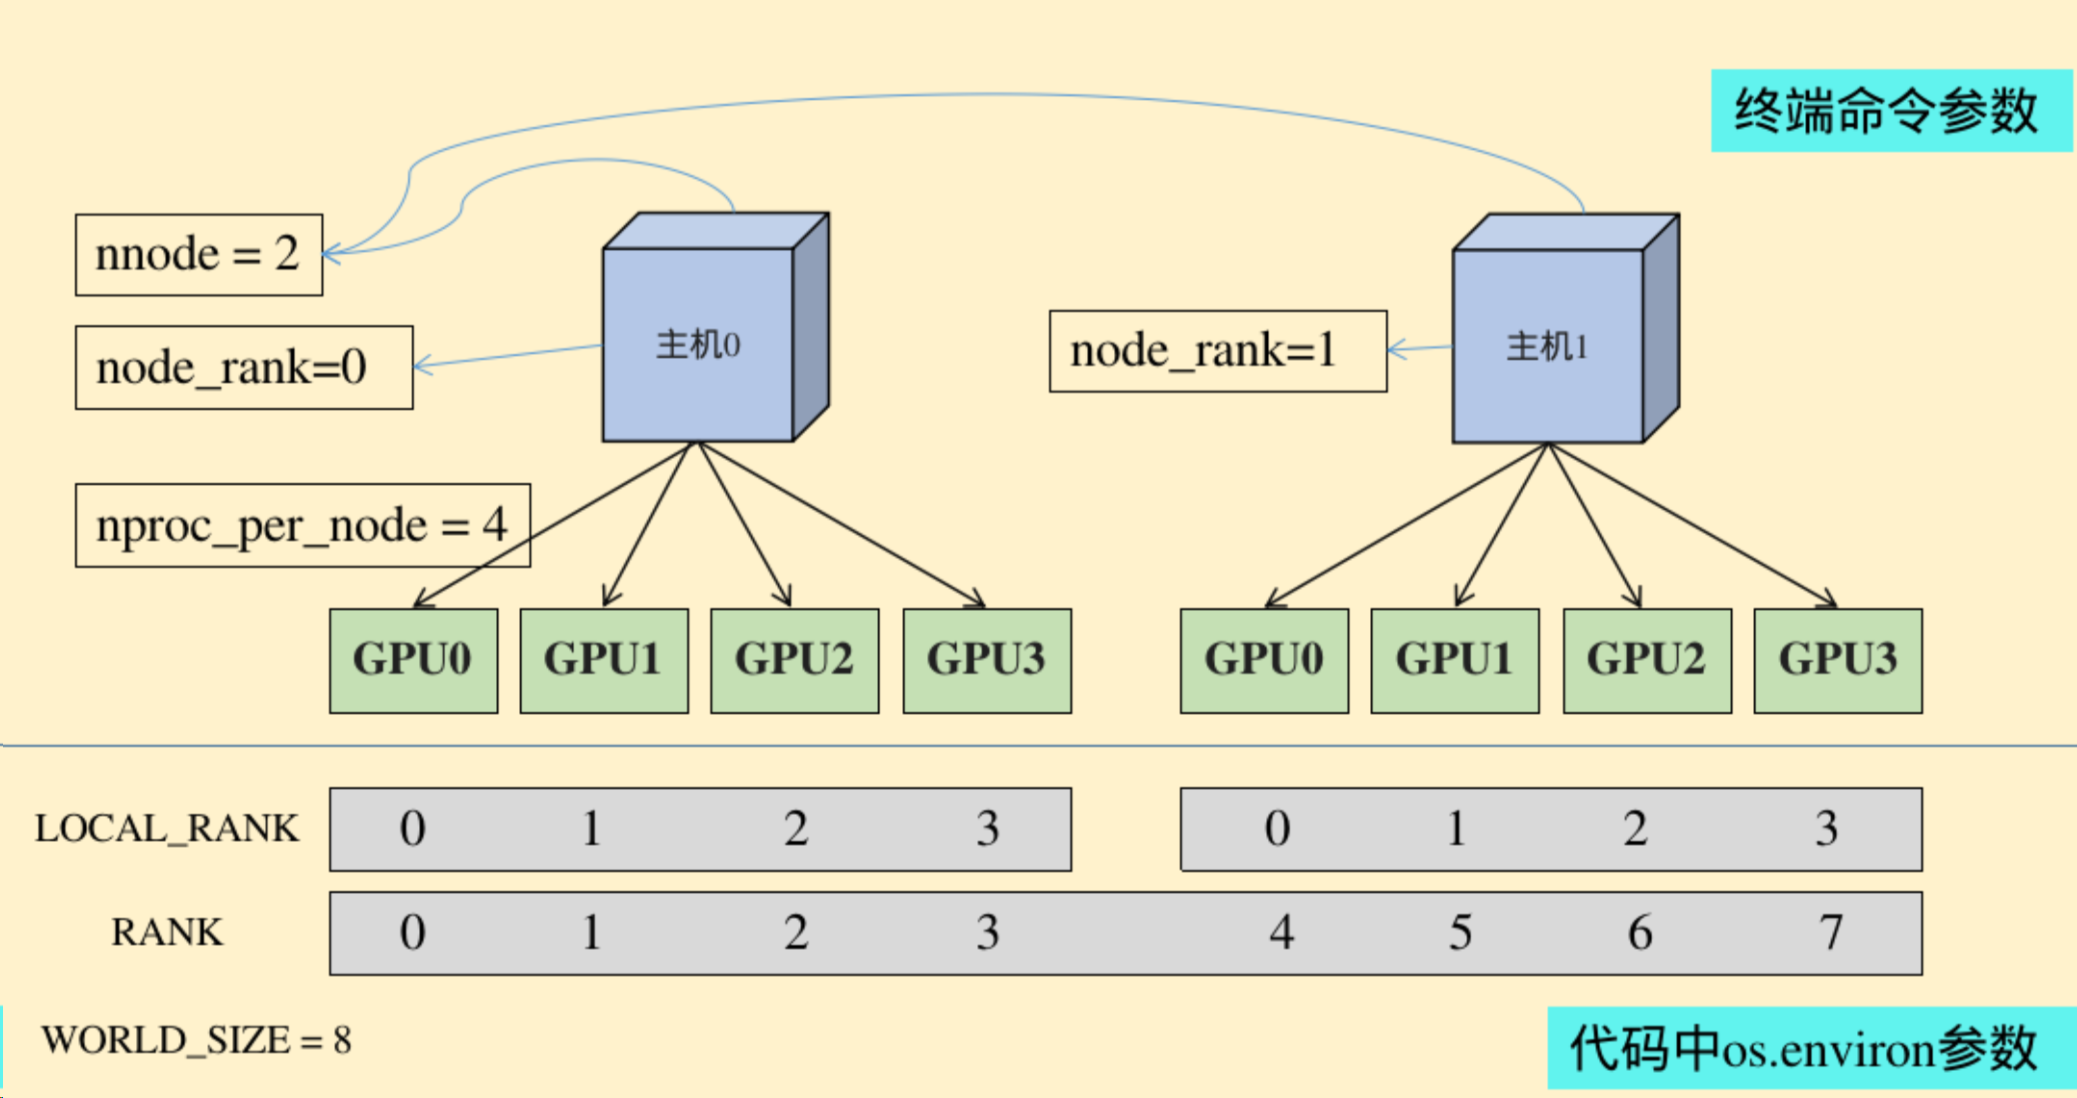 终端命令参数
nnode = 2
node_rank=0
主机0
node_rank=1
主机1
nproc_per_node = 4
GPU0 GPU1 GPU2 GPU3 GPU0 GPU1 GPU2 GPU3
LOCAL_RANK 0 1 2 3 0 1 2 3
RANK 0 1 2 3 4 5 6 7
WORLD_SIZE = 8
代码中os.environ参数